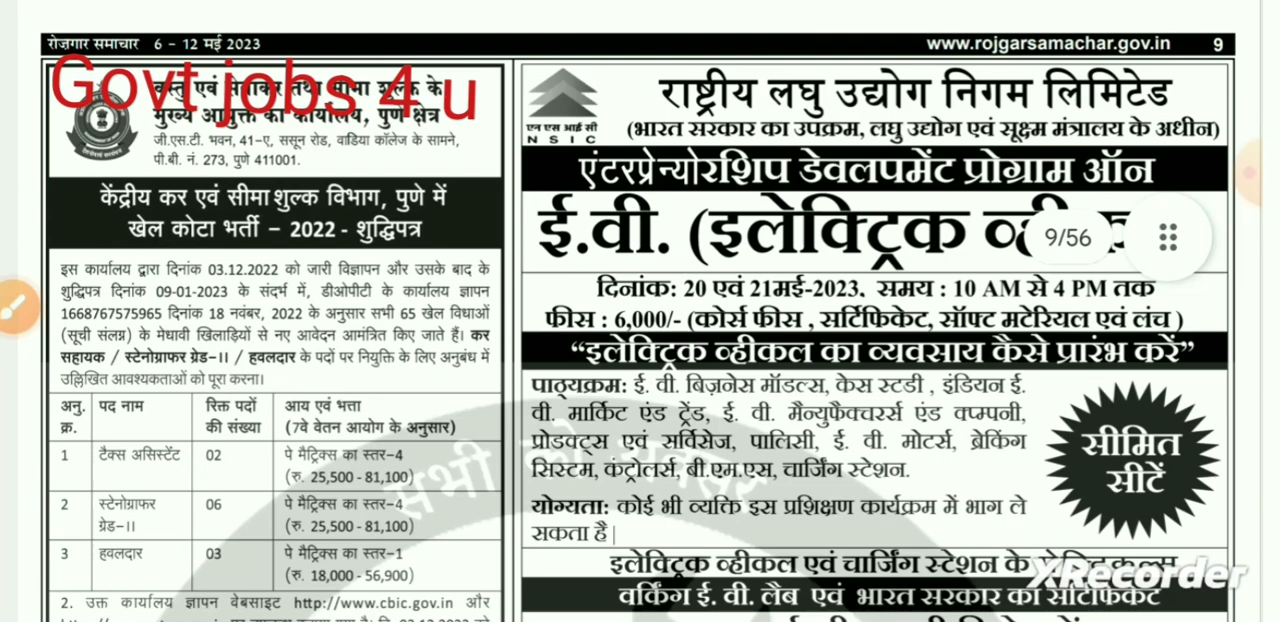 रोज़गार समाचार 6 - 12 मई 2023
www.rojgarsamachar.gov.in 9
Govt jobs 4 u
वस्तु एवं सेवाकर तथा सीमा शुल्क के
मुख्य आयुक्त का कार्यालय, पुणे क्षेत्र
जी.एस.टी. भवन, 41-ए, ससून रोड, वाडिया कॉलेज के सामने,
पी.बी. नं. 273, पुणे 411001.
केंद्रीय कर एवं सीमा शुल्क विभाग, पुणे में
खेल कोटा भर्ती – 2022 - शुद्धिपत्र
इस कार्यालय द्वारा दिनांक 03.12.2022 को जारी विज्ञापन और उसके बाद के
शुद्धिपत्र दिनांक 09-01-2023 के संदर्भ में, डीओपीटी के कार्यालय ज्ञापन
1668767575965 दिनांक 18 नवंबर, 2022 के अनुसार सभी 65 खेल विधाओं
(सूची संलग्न) के मेधावी खिलाड़ियों से नए आवेदन आमंत्रित किए जाते हैं। कर
सहायक / स्टेनोग्राफर ग्रेड-II / हवलदार के पदों पर नियुक्ति के लिए अनुबंध में
उल्लिखित आवश्यकताओं को पूरा करना।
अनु. क्र. पद नाम रिक्त पदों की संख्या आय एवं भत्ता (7वे वेतन आयोग के अनुसार)
1 टैक्स असिस्टेंट 02 पे मैट्रिक्स का स्तर-4
(रु. 25,500 - 81,100)
2 स्टेनोग्राफर ग्रेड-II 06 पे मैट्रिक्स का स्तर-4
(रु. 25,500 - 81,100)
3 हवलदार 03 पे मैट्रिक्स का स्तर-1
(रु. 18,000 - 56,900)
2. उक्त कार्यालय ज्ञापन वेबसाइट http://www.cbic.gov.in और
एन एस आई सी
NSIC
राष्ट्रीय लघु उद्योग निगम लिमिटेड
(भारत सरकार का उपक्रम, लघु उद्योग एवं सूक्ष्म मंत्रालय के अधीन)
एंटरप्रेन्योरशिप डेवलपमेंट प्रोग्राम ऑन
ई.वी. (इलेक्ट्रिक
9/56
दिनांक: 20 एवं 21मई-2023, समय : 10 AM से 4 PM तक
फीस : 6,000/- (कोर्स फीस , सर्टिफिकेट, सॉफ्ट मटेरियल एवं लंच )
“इलेक्ट्रिक व्हीकल का व्यवसाय कैसे प्रारंभ करें”
पाठ्यक्रम: ई. वी. बिज़नेस मॉडल्स, केस स्टडी , इंडियन ई.
वी. मार्किट एंड ट्रेंड, ई. वी. मैन्युफैक्चरर्स एंड कम्पनी,
प्रोडक्ट्स एवं सर्विसेज, पालिसी, ई. वी. मोटर्स, ब्रेकिंग
सिस्टम, कंट्रोलर्स, बी.एम.एस, चार्जिंग स्टेशन.
योग्यता: कोई भी व्यक्ति इस प्रशिक्षण कार्यक्रम में भाग ले
सकता है|
सीमित
सीटें
इलेक्ट्रिक व्हीकल एवं चार्जिंग स्टेशन के प्रेक्टिकल्स
वर्किंग ई. वी. लैब एवं भारत सरकार का सर्टिफिकेट
सभी को अवसर
XRecorder